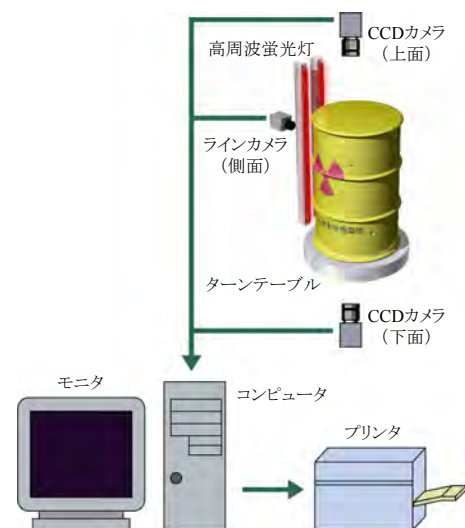 CCDカメラ
（上面）
高周波蛍光灯
ラインカメラ
（側面）
ターンテーブル
CCDカメラ
（下面）
モニタ
コンピュータ
プリンタ